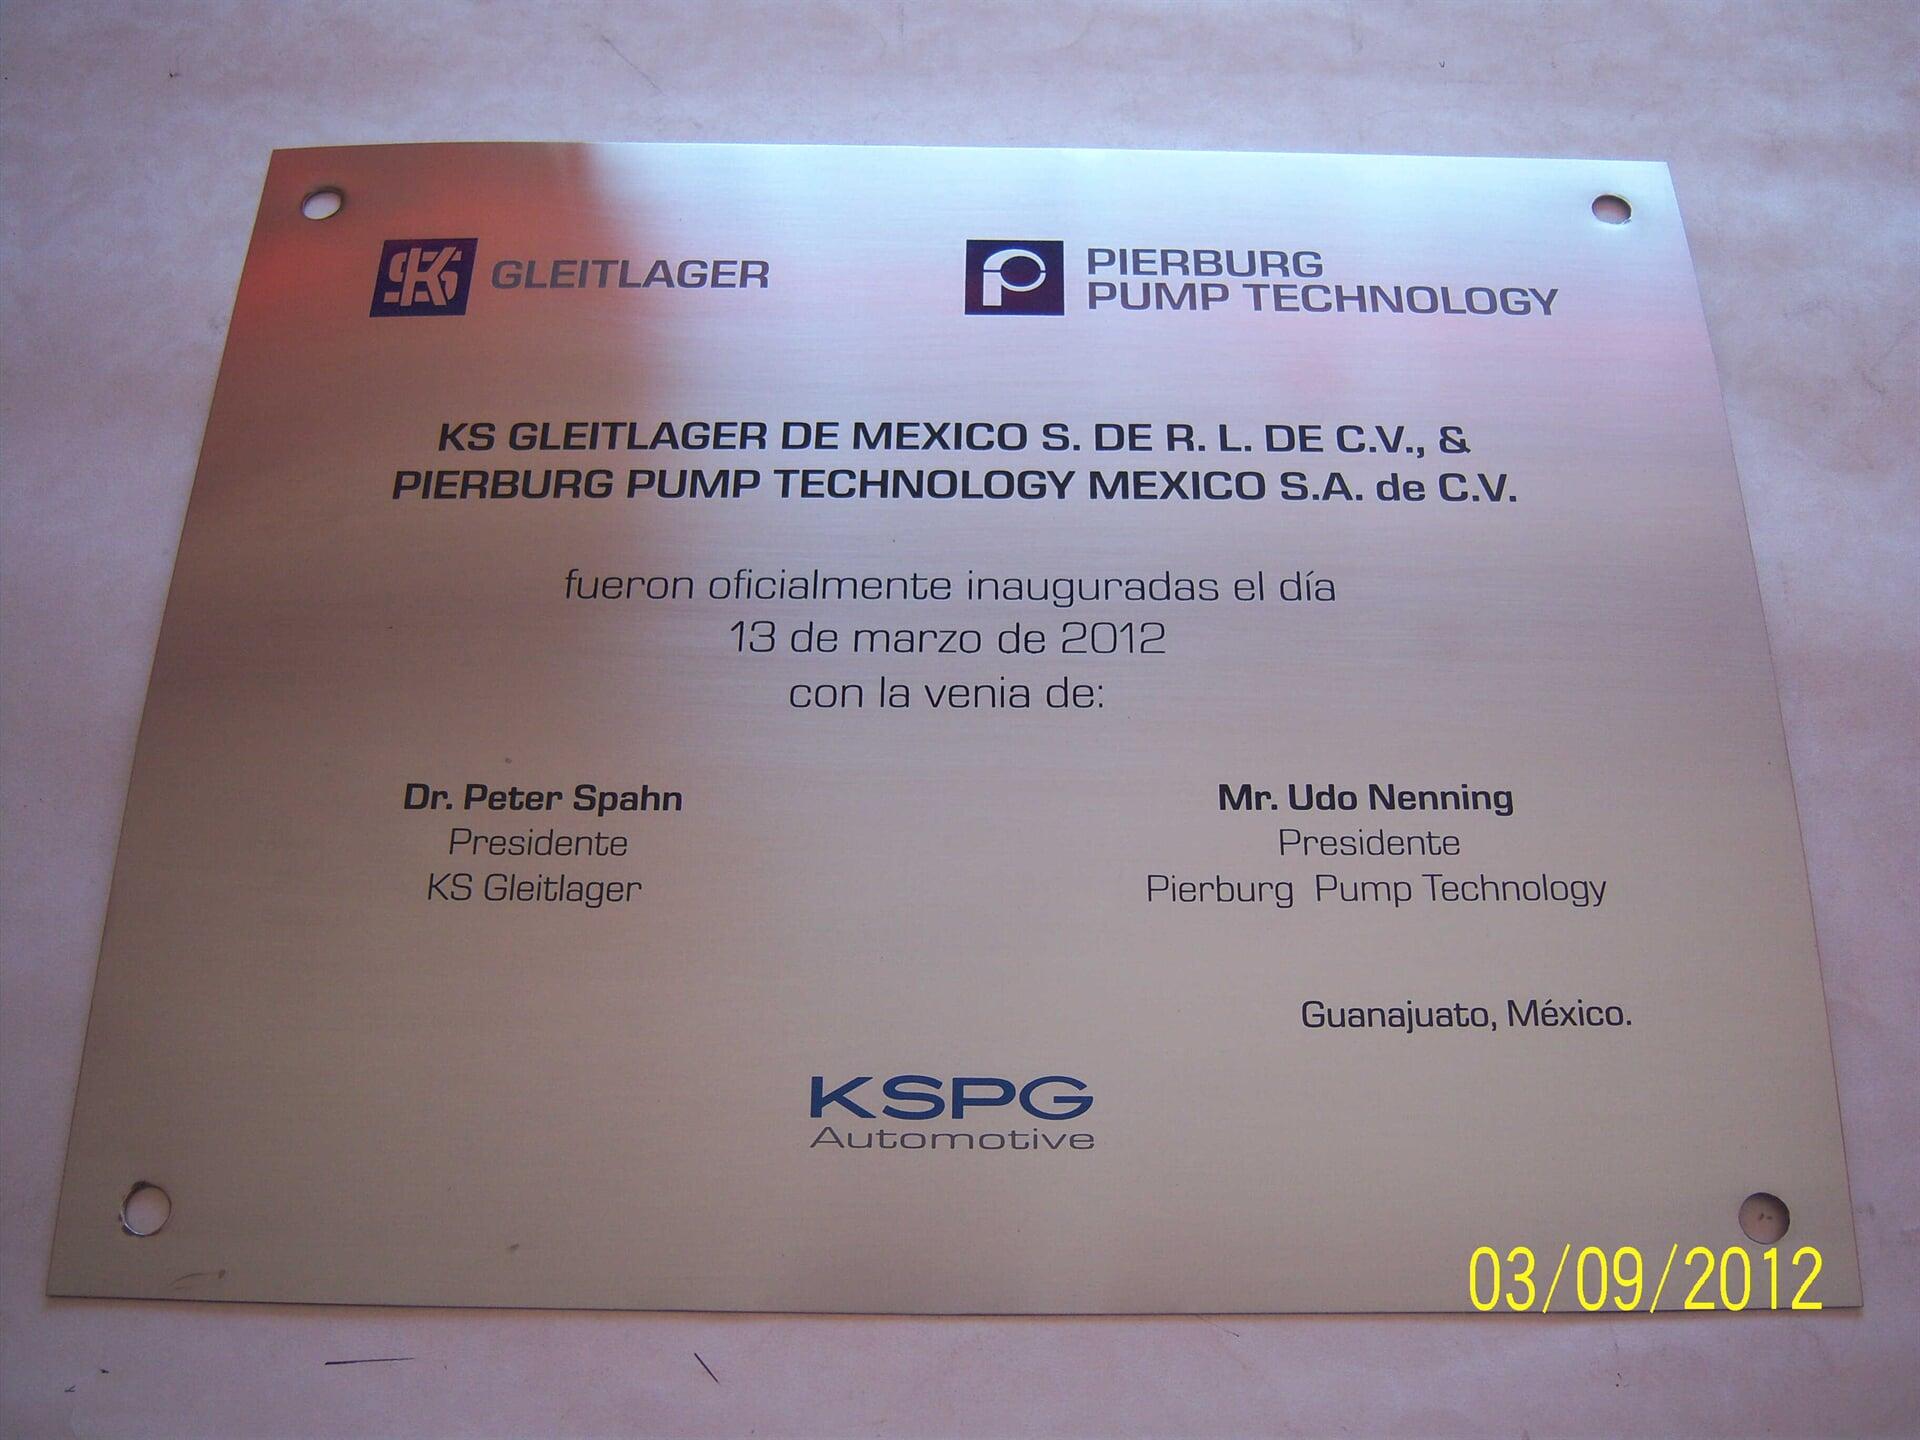 KS GLEITLAGER
PIERBURG
PUMP TECHNOLOGY
KS GLEITLAGER DE MEXICO S. DE R. L. DE C.V., &
PIERBURG PUMP TECHNOLOGY MEXICO S.A. de C.V.
fueron oficialmente inauguradas el día
13 de marzo de 2012
con la venia de:
Dr. Peter Spahn
Presidente
KS Gleitlager
Mr. Udo Nenning
Presidente
Pierburg Pump Technology
Guanajuato, México.
KSPG
Automotive
03/09/2012